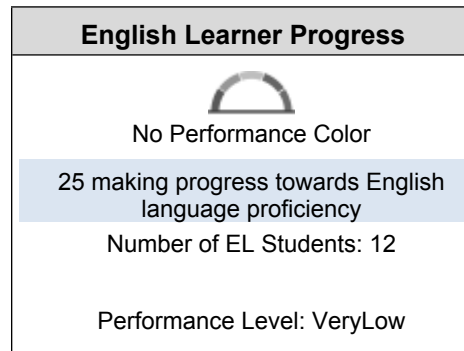 English Learner Progress
No Performance Color
25 making progress towards English
language proficiency
Number of EL Students: 12
Performance Level: VeryLow